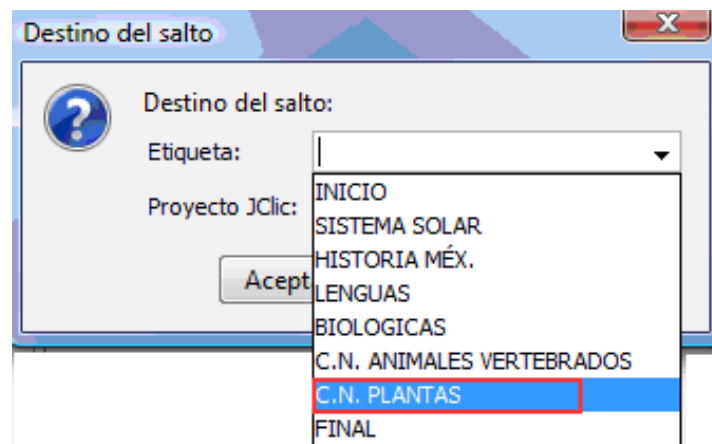 Destino del salto
Destino del salto:
Etiqueta:
Proyecto JClic:
INICIO
SISTEMA SOLAR
HISTORIA MÉX.
Acept
LENGUAS
BIOLOGICAS
C.N. ANIMALES VERTEBRADOS
C.N. PLANTAS
FINAL